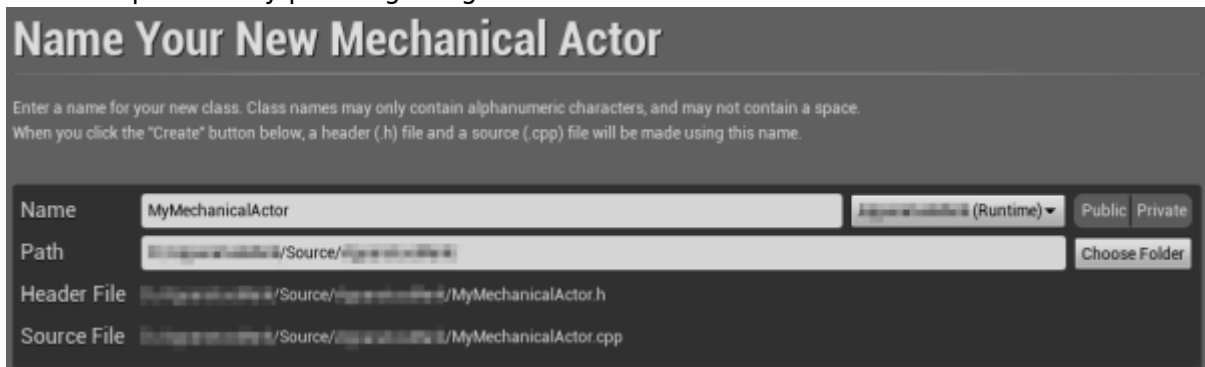 Name Your New Mechanical Actor
Enter a name for your new class. Class names may only contain alphanumeric characters, and may not contain a space.
When you click the "Create" button below, a header (.h) file and a source (.cpp) file will be made using this name.
Name MyMechanicalActor (Runtime) Public Private
Path /Source/ Choose Folder
Header File /Source/ /MyMechanicalActor.h
Source File /Source/ /MyMechanicalActor.cpp